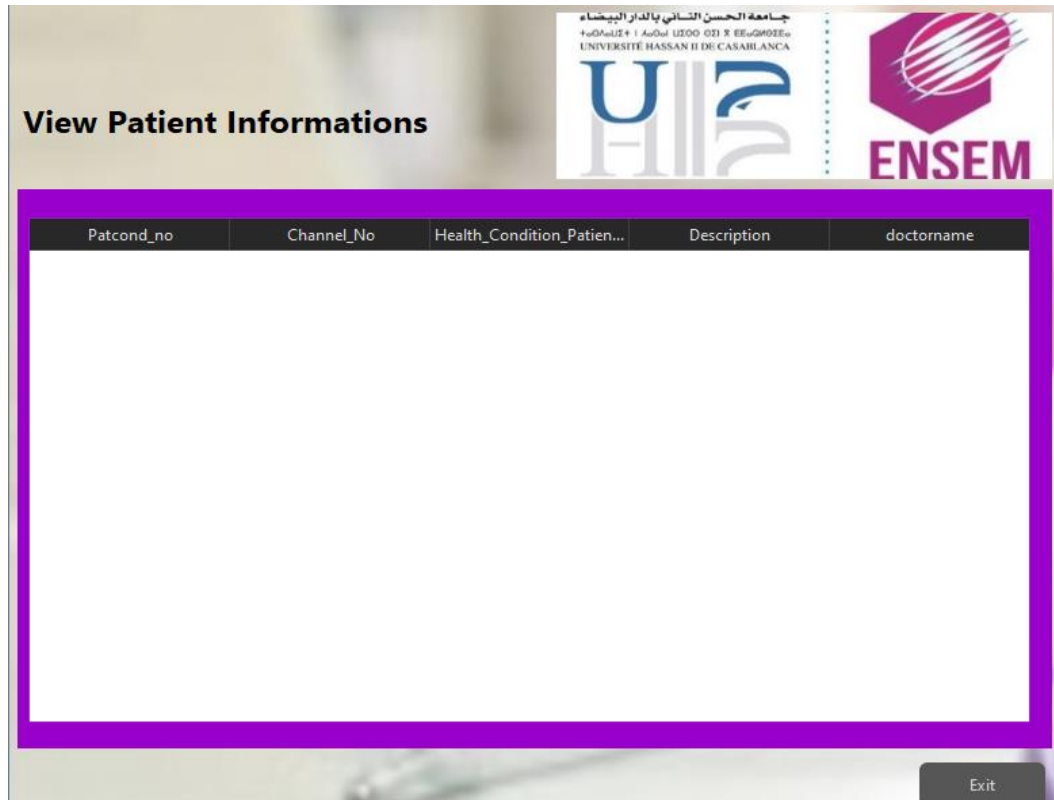 جامعة الحسن الثاني بالدار البيضاء
UNIVERSITÉ HASSAN II DE CASABLANCA
View Patient Informations
ENSEM
Patcond_no Channel_No Health_Condition_Patien... Description doctorname
Exit